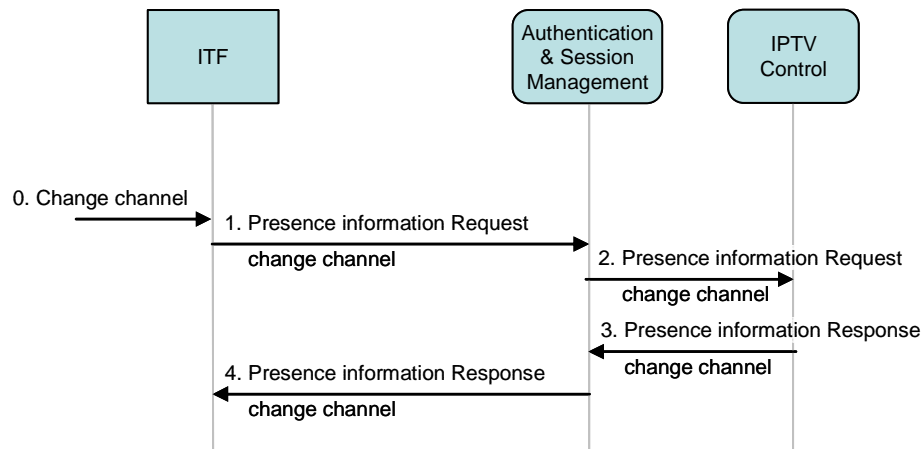 ITF
Authentication
& Session
Management
IPTV
Control
0. Change channel
1. Presence information Request
change channel
2. Presence information Request
change channel
3. Presence information Response
change channel
4. Presence information Response
change channel